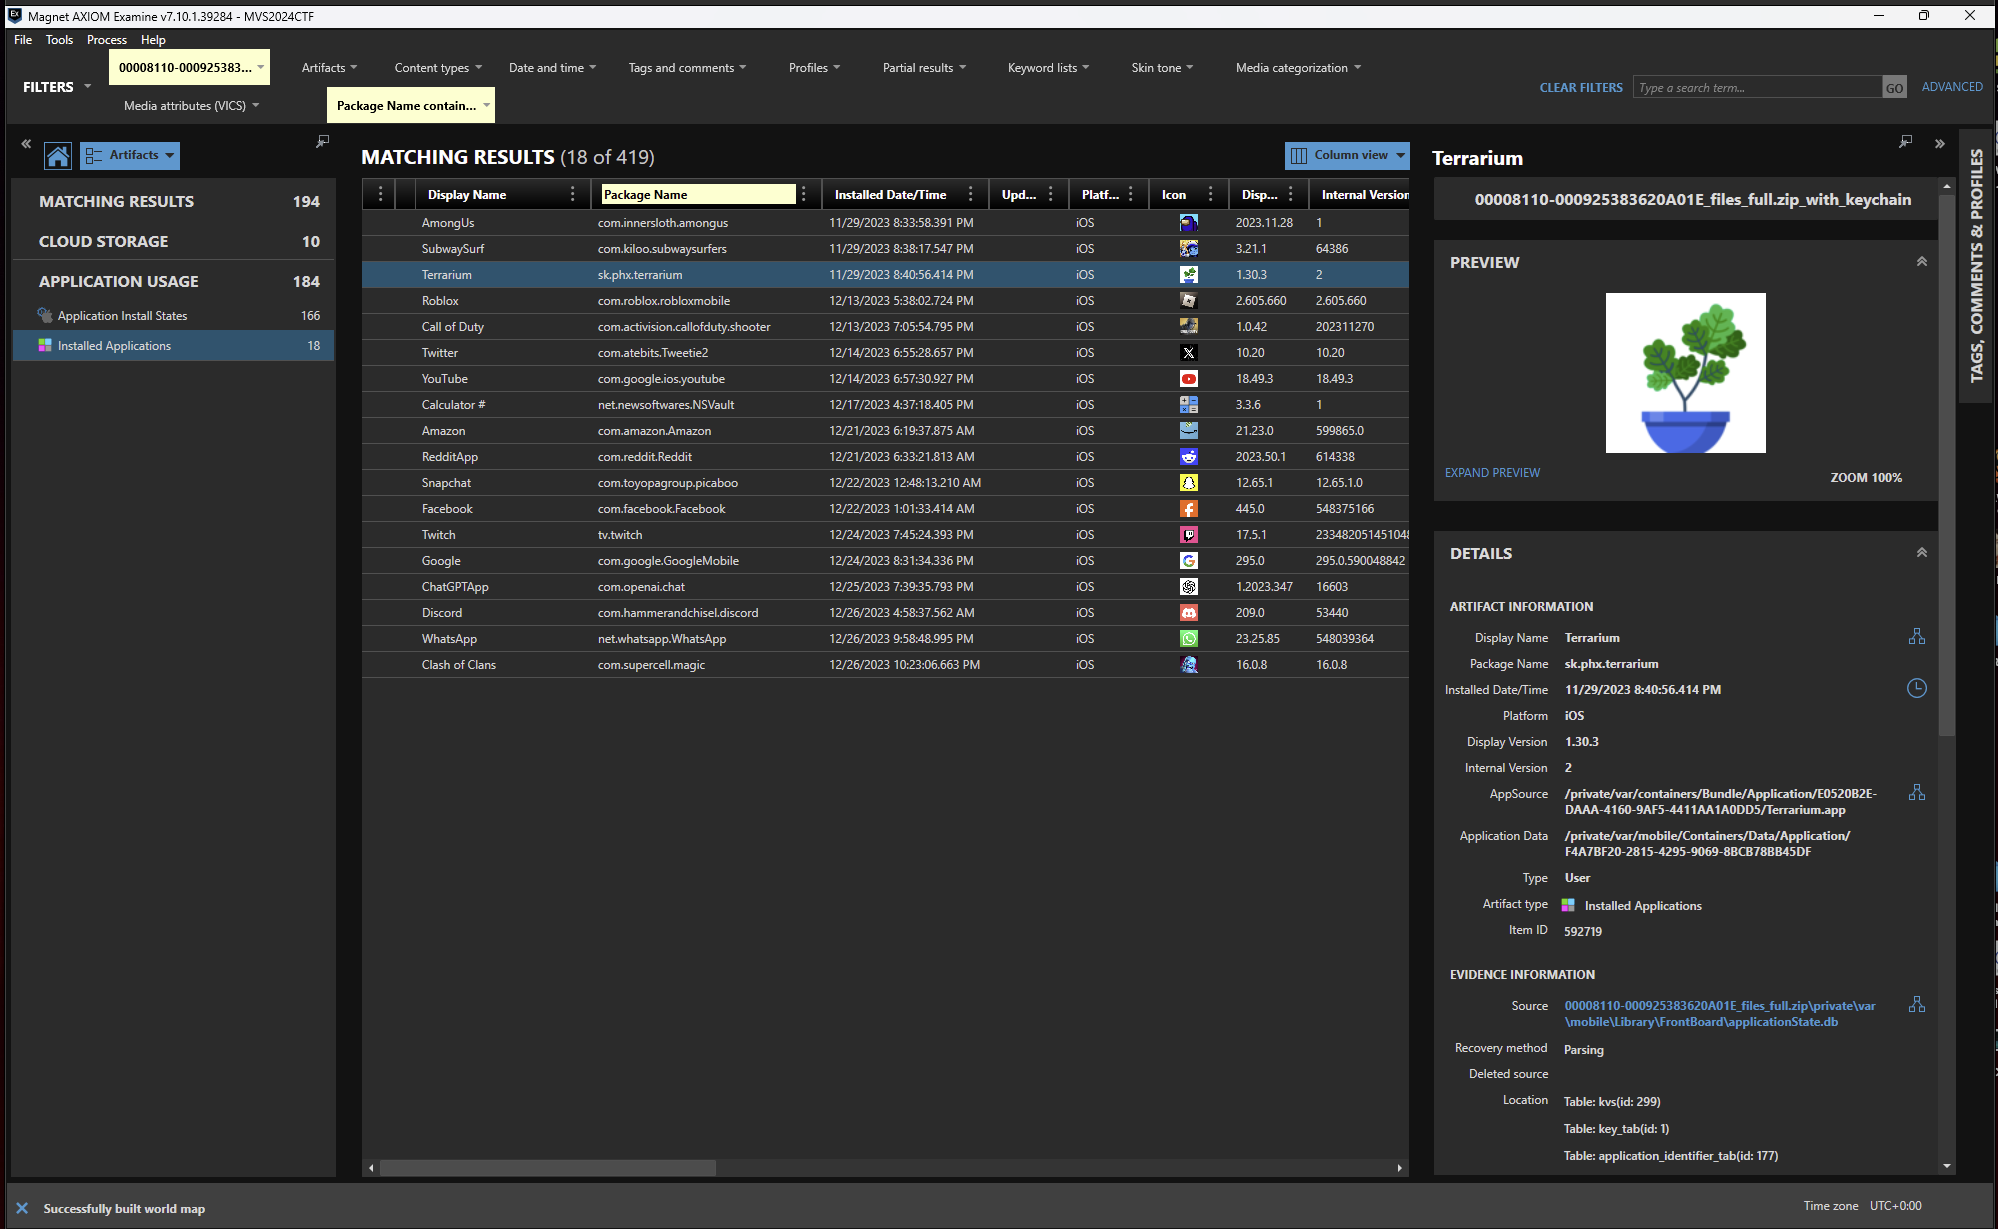 Magnet AXIOM Examine v7.10.1.39284 - MVS2024CTF
File Tools Process Help
FILTERS
00008110-000925383... Artifacts Content types Date and time Tags and comments Profiles Partial results Keyword lists Skin tone Media categorization
Media attributes (VICS) Package Name contain...
CLEAR FILTERS Type a search term... GO ADVANCED
Artifacts
MATCHING RESULTS 194
CLOUD STORAGE 10
APPLICATION USAGE 184
Application Install States 166
Installed Applications 18
MATCHING RESULTS (18 of 419)
Column view
Display Name Package Name Installed Date/Time Upd... Platf... Icon Disp... Internal Version
AmongUs com.innersloth.amongus 11/29/2023 8:33:58.391 PM iOS 2023.11.28 1
SubwaySurf com.kiloo.subwaysurfers 11/29/2023 8:38:17.547 PM iOS 3.21.1 64386
Terrarium sk.phx.terrarium 11/29/2023 8:40:56.414 PM iOS 1.30.3 2
Roblox com.roblox.robloxmobile 12/13/2023 5:38:02.724 PM iOS 2.605.660 2.605.660
Call of Duty com.activision.callofduty.shooter 12/13/2023 7:05:54.795 PM iOS 1.0.42 202311270
Twitter com.atebits.Tweetie2 12/14/2023 6:55:28.657 PM iOS 10.20 10.20
YouTube com.google.ios.youtube 12/14/2023 6:57:30.927 PM iOS 18.49.3 18.49.3
Calculator # net.newsoftwares.NSVault 12/17/2023 4:37:18.405 PM iOS 3.3.6 1
Amazon com.amazon.Amazon 12/21/2023 6:19:37.875 AM iOS 21.23.0 599865.0
RedditApp com.reddit.Reddit 12/21/2023 6:33:21.813 AM iOS 2023.50.1 614338
Snapchat com.toyopagroup.picaboo 12/22/2023 12:48:13.210 AM iOS 12.65.1 12.65.1.0
Facebook com.facebook.Facebook 12/22/2023 1:01:33.414 AM iOS 445.0 548375166
Twitch tv.twitch 12/24/2023 7:45:24.393 PM iOS 17.5.1 233482051451048
Google com.google.GoogleMobile 12/24/2023 8:31:34.336 PM iOS 295.0 295.0.590048842
ChatGPTApp com.openai.chat 12/25/2023 7:39:35.793 PM iOS 1.2023.347 16603
Discord com.hammerandchisel.discord 12/26/2023 4:58:37.562 AM iOS 209.0 53440
WhatsApp net.whatsapp.WhatsApp 12/26/2023 9:58:48.995 PM iOS 23.25.85 548039364
Clash of Clans com.supercell.magic 12/26/2023 10:23:06.663 PM iOS 16.0.8 16.0.8
Terrarium
00008110-000925383620A01E_files_full.zip_with_keychain
PREVIEW
EXPAND PREVIEW ZOOM 100%
DETAILS
ARTIFACT INFORMATION
Display Name Terrarium
Package Name sk.phx.terrarium
Installed Date/Time 11/29/2023 8:40:56.414 PM
Platform iOS
Display Version 1.30.3
Internal Version 2
AppSource /private/var/containers/Bundle/Application/E0520B2E-
DAAA-4160-9AF5-4411AA1A0DD5/Terrarium.app
Application Data /private/var/mobile/Containers/Data/Application/
F4A7BF20-2815-4295-9069-8BCB78BB45DF
Type User
Artifact type Installed Applications
Item ID 592719
EVIDENCE INFORMATION
Source 00008110-000925383620A01E_files_full.zip\private\var
\mobile\Library\FrontBoard\applicationState.db
Recovery method Parsing
Deleted source
Location Table: kvs(id: 299)
Table: key_tab(id: 1)
Table: application_identifier_tab(id: 177)
TAGS, COMMENTS & PROFILES
Successfully built world map
Time zone UTC+0:00